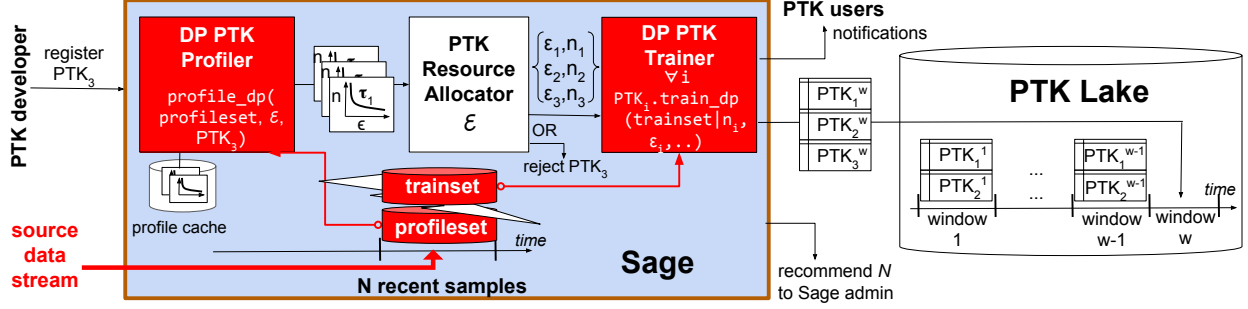 PTK developer
register
PTK₃
DP PTK
Profiler
profile_dp(
profileset, ℰ,
PTK₃)
profile cache
n
n
n
τ₁
ϵ
PTK
Resource
Allocator
ℰ
{ε₁,n₁
ε₂,n₂
ε₃,n₃}
OR
reject PTK₃
DP PTK
Trainer
∀i
PTKᵢ.train_dp
(trainset|nᵢ,
εᵢ,..)
trainset
profileset
time
source
data
stream
N recent samples
Sage
PTK users
notifications
recommend N
to Sage admin
PTK₁ʷ
PTK₂ʷ
PTK₃ʷ
PTK Lake
PTK₁¹
PTK₂¹
...
...
PTK₁ʷ⁻¹
PTK₂ʷ⁻¹
time
window
1
window
w-1
window
w